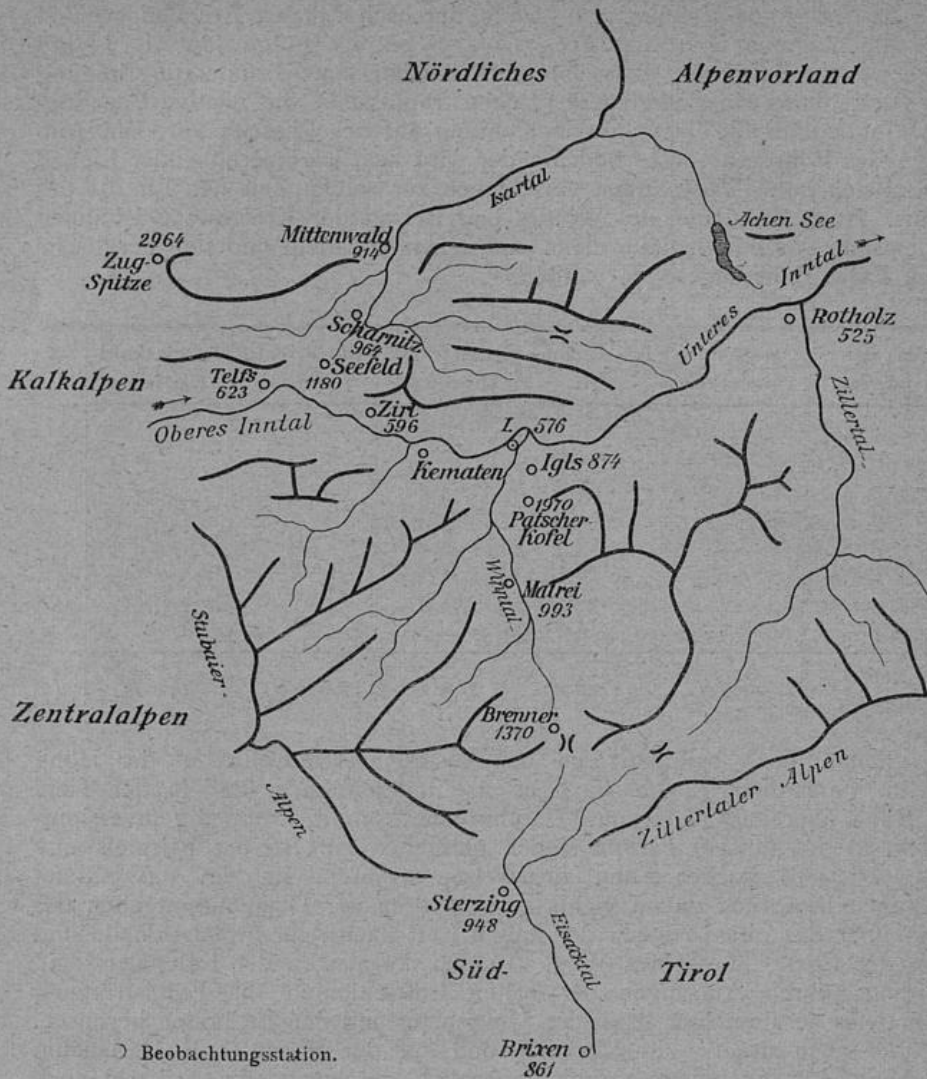 Nördliches Alpenvorland
Isartal
Achen See
2964
Zug-
Spitze
Mittenwald
914
Unteres Inntal
Scharnitz
964
Rotholz
525
Kalkalpen
Telfs
623
1180
Seefeld
Zirl
596
Oberes Inntal
I. 576
Kematen
Igls 874
Zillertal
1970
Patscher-
Kofel
Wipptal
Matrei
993
Stubaier-
Alpen
Zentralalpen
Brenner
1370
Zillertaler Alpen
Sterzing
948
Eisacktal
Süd- Tirol
Brixen
861
Beobachtungsstation.